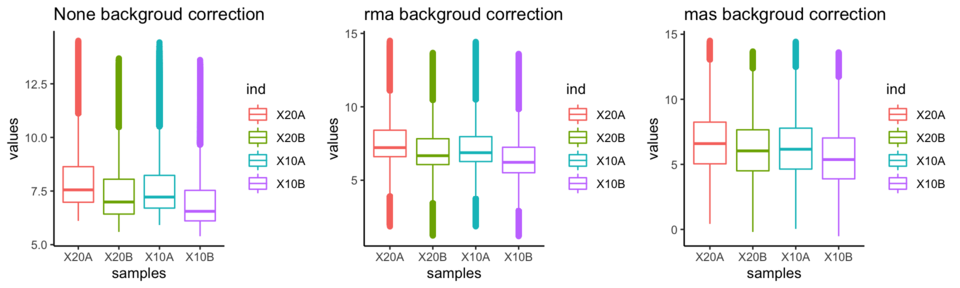 None backgroud correction
values
12.5
10.0
7.5
5.0
X20A X20B X10A X10B
samples
ind
X20A
X20B
X10A
X10B
rma backgroud correction
values
15
10
5
X20A X20B X10A X10B
samples
ind
X20A
X20B
X10A
X10B
mas backgroud correction
values
15
10
5
0
X20A X20B X10A X10B
samples
ind
X20A
X20B
X10A
X10B